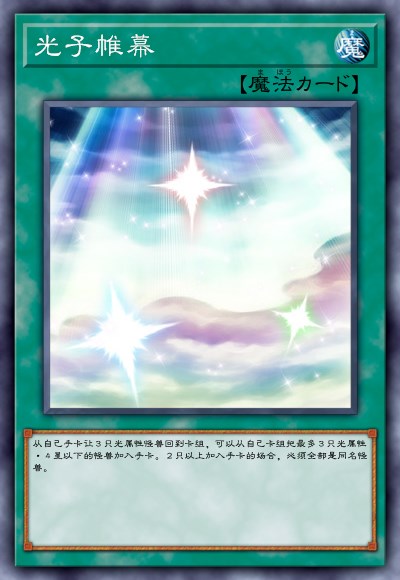 光子帷幕
魔
【魔法カード】
まほう
从自己手卡让３只光属性怪兽回到卡组，可以从自己卡组把最多３只光属性
・４星以下的怪兽加入手卡。２只以上加入手卡的场合，必须全部是同名怪
兽。